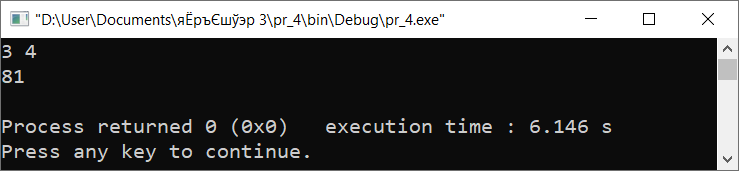 "D:\User\Documents\яЁръЄшўэр 3\pr_4\bin\Debug\pr_4.exe"
3 4
81
Process returned 0 (0x0)   execution time : 6.146 s
Press any key to continue.